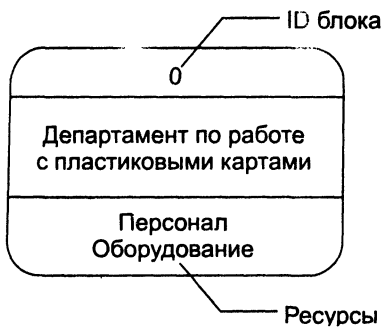 ID блока
0
Департамент по работе
с пластиковыми картами
Персонал
Оборудование
Ресурсы